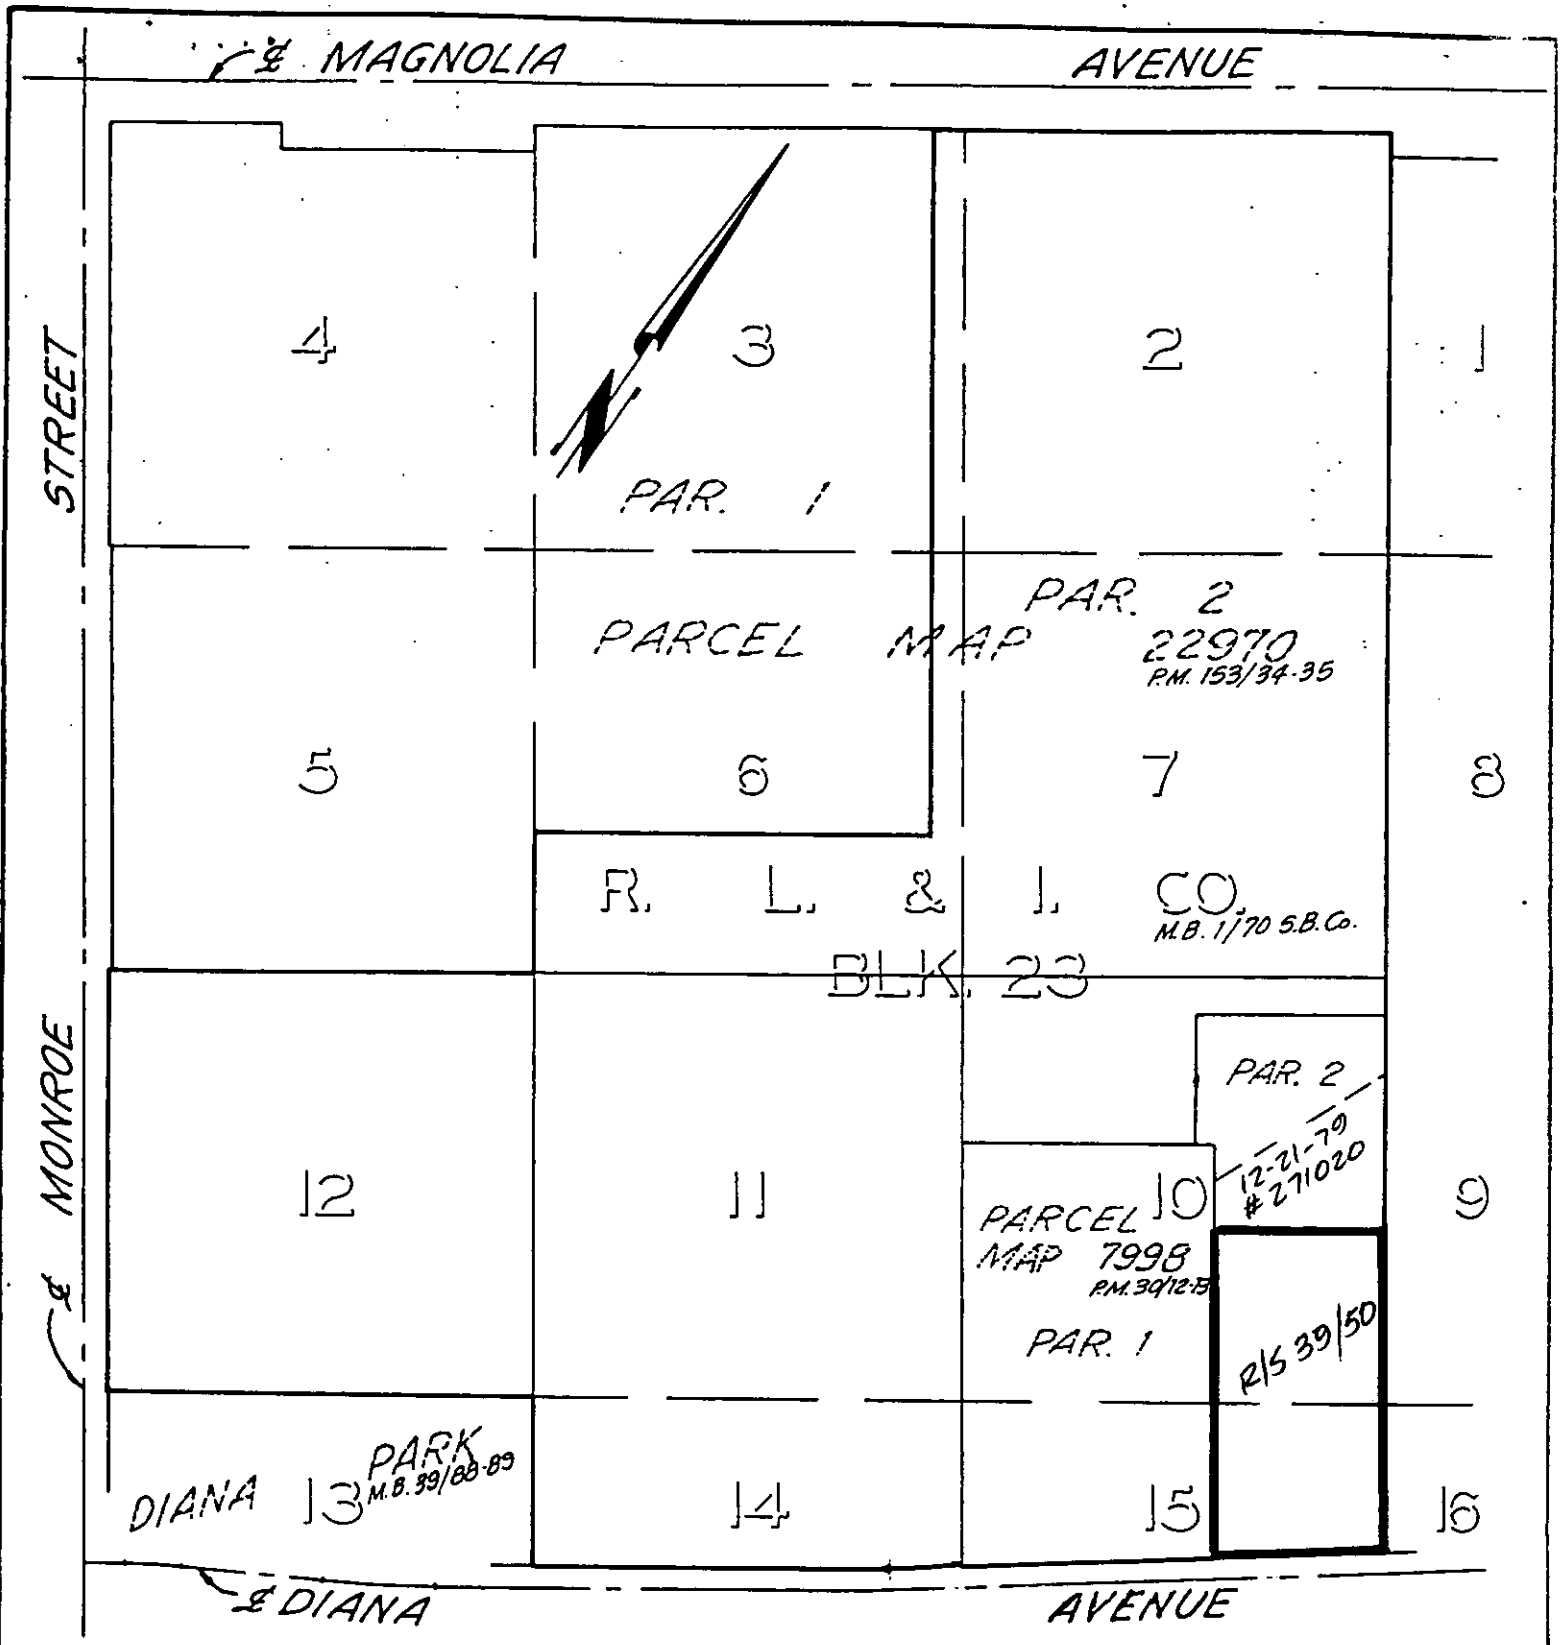 ℄ MAGNOLIA AVENUE
4 3 2 1
STREET
N
PAR. 1
PAR. 2
PARCEL MAP 22970
P.M. 153/34-35
5 6 7 8
R. L. & I. CO.
M.B. 1/70 S.B. Co.
BLK. 23
PAR. 2
12-21-79
# 271020
℄ MONROE
12 11 10 9
PARCEL
MAP 7998
P.M. 39/12-13
PAR. 1
R/S 39/50
DIANA PARK
M.B. 39/88-89
13 14 15 16
℄ DIANA AVENUE